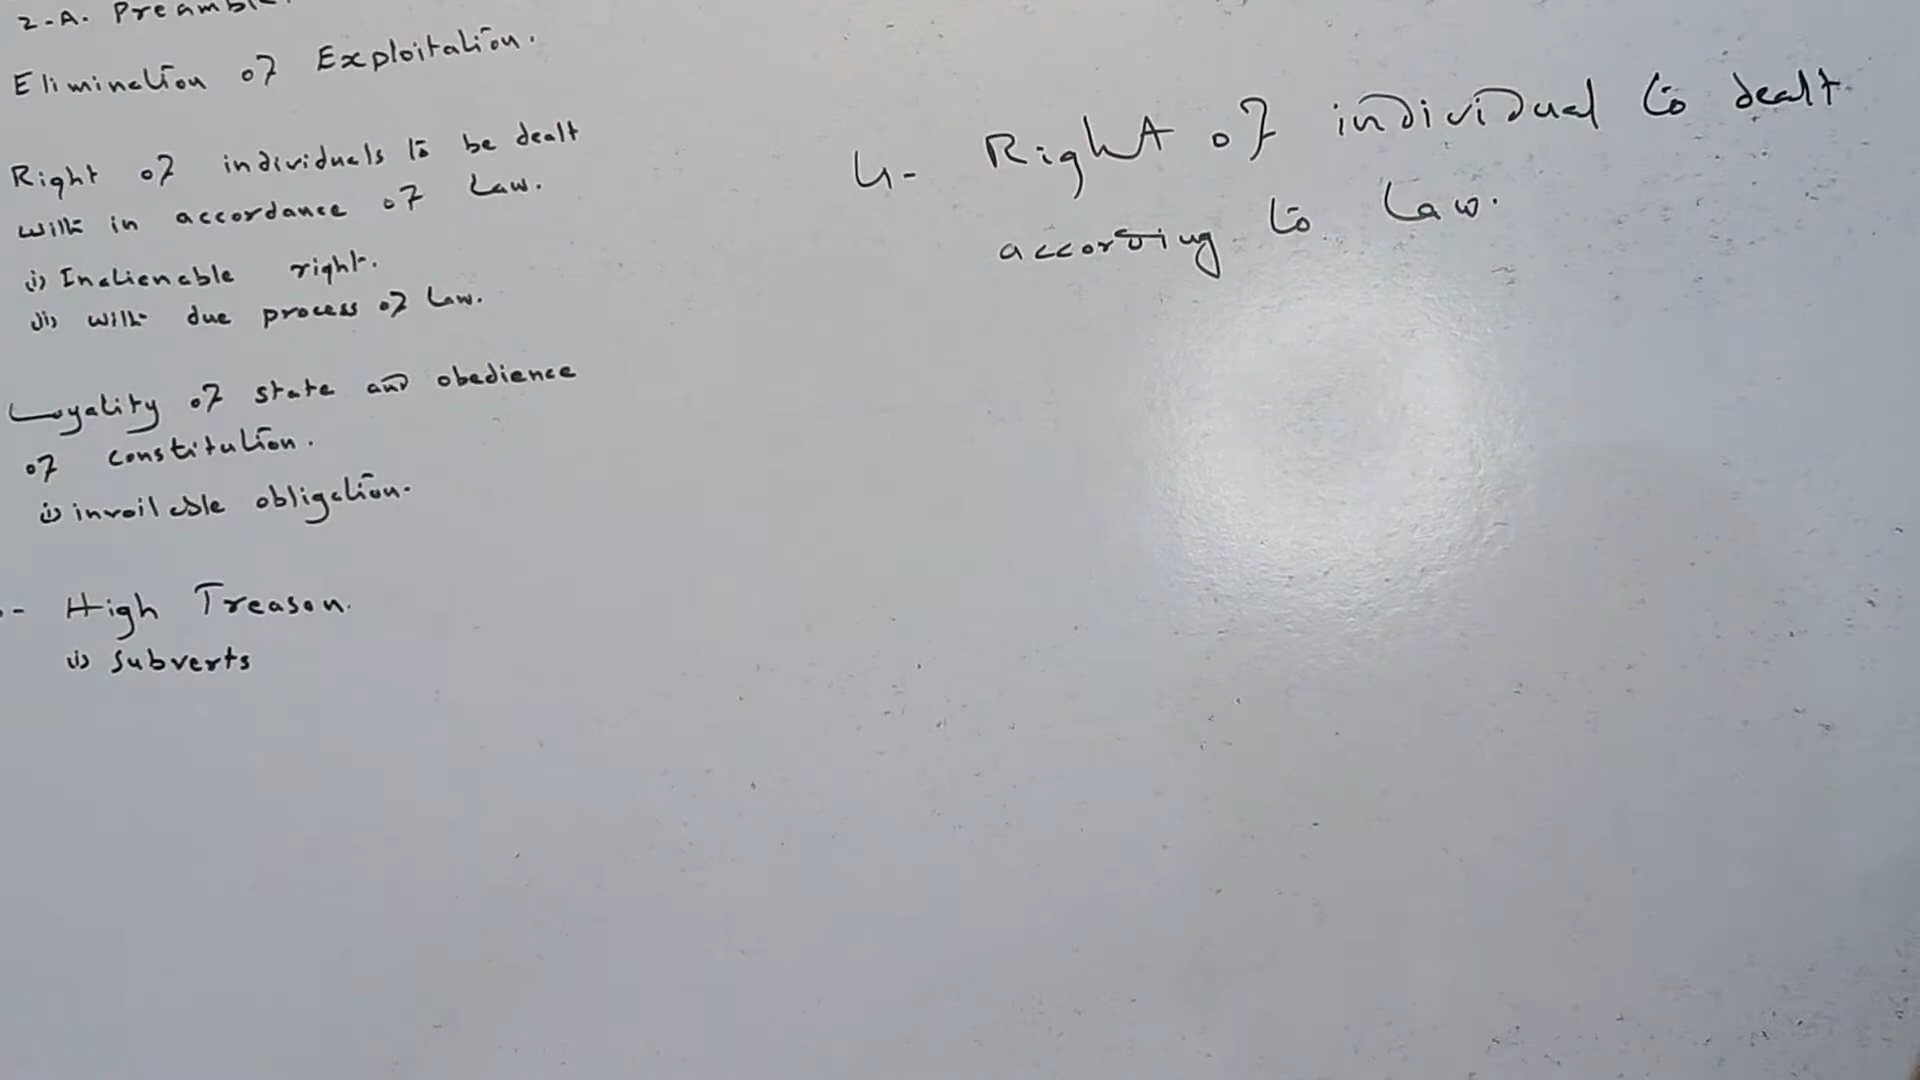 2-A. Preamble.
Elimination of Exploitation.
Right of individuals to be dealt
with in accordance of Law.
i) Inalienable right.
ii) with due process of Law.
Loyality of state and obedience
of constitution.
i) invoilable obligation.
- High Treason.
i) Subverts
4- Right of individual to dealt
according to Law.